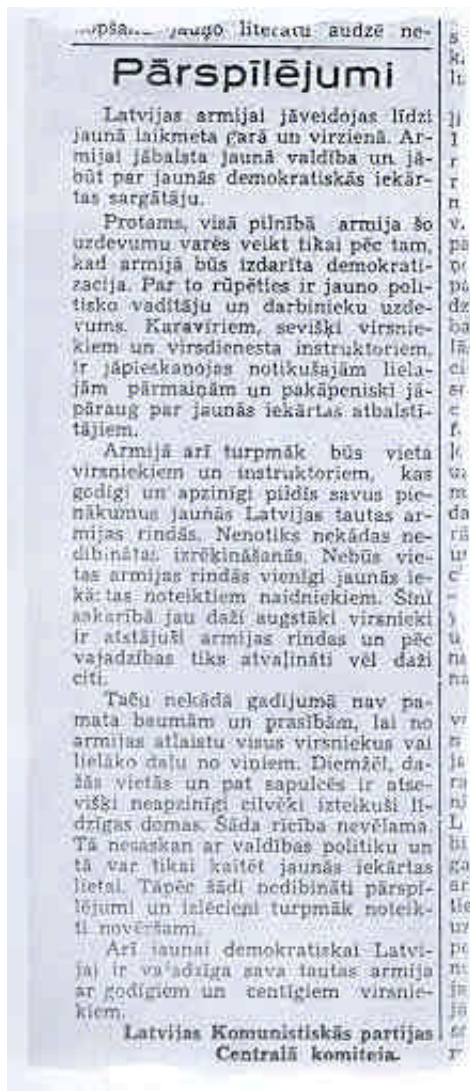 jauno literatu audzē ne-
Pārspīlējumi
Latvijas armijai jāveidojas līdzi
jaunā laikmeta garā un virzienā. Ar-
mijai jābalsta jaunā valdība un jā-
būt par jaunās demokratiskās iekār-
tas sargātāju.
Protams, visā pilnībā armija šo
uzdevumu varēs veikt tikai pēc tam,
kad armijā būs izdarīta demokrati-
zacija. Par to rūpēties ir jauno poli-
tisko vadītāju un darbinieku uzde-
vums. Karavīriem, sevišķi virsnie-
kiem un virsdienesta instruktoriem,
ir jāpieskaņojas notikušajām liela-
jām pārmaiņām un pakāpeniski jā-
pāraug par jaunās iekārtas atbalstī-
tājiem.
Armijā arī turpmāk būs vieta
virsniekiem un instruktoriem, kas
godīgi un apzinīgi pildīs savus pie-
nākumus jaunās Latvijas tautas ar-
mijas rindās. Nenotiks nekādas ne-
dibinātas izrēķināšanās. Nebūs vie-
tas armijas rindās vienīgi jaunās ie-
kārtas noteiktiem naidniekiem. Šinī
sakarībā jau daži augstāki virsnieki
ir atstājuši armijas rindas un pēc
vajadzības tiks atvaļināti vēl daži
citi.
Taču nekādā gadījumā nav pa-
mata baumām un prasībām, lai no
armijas atlaistu visus virsniekus vai
lielāko daļu no viņiem. Diemžēl, da-
žās vietās un pat sapulcēs ir atse-
višķi neapzinīgi cilvēki izteikuši lī-
dzīgas domas. Šāda rīcība nevēlama.
Tā nesaskan ar valdības politiku un
tā var tikai kaitēt jaunās iekārtas
lietai. Tāpēc šādi nedibināti pārspī-
lējumi un izlēcieni turpmāk noteik-
ti novēršami.
Arī jaunai demokratiskai Latvi-
jai ir vajadzīga sava tautas armija
ar godīgiem un centīgiem virsnie-
kiem.
Latvijas Komunistiskās partijas
Centralā komiteja.